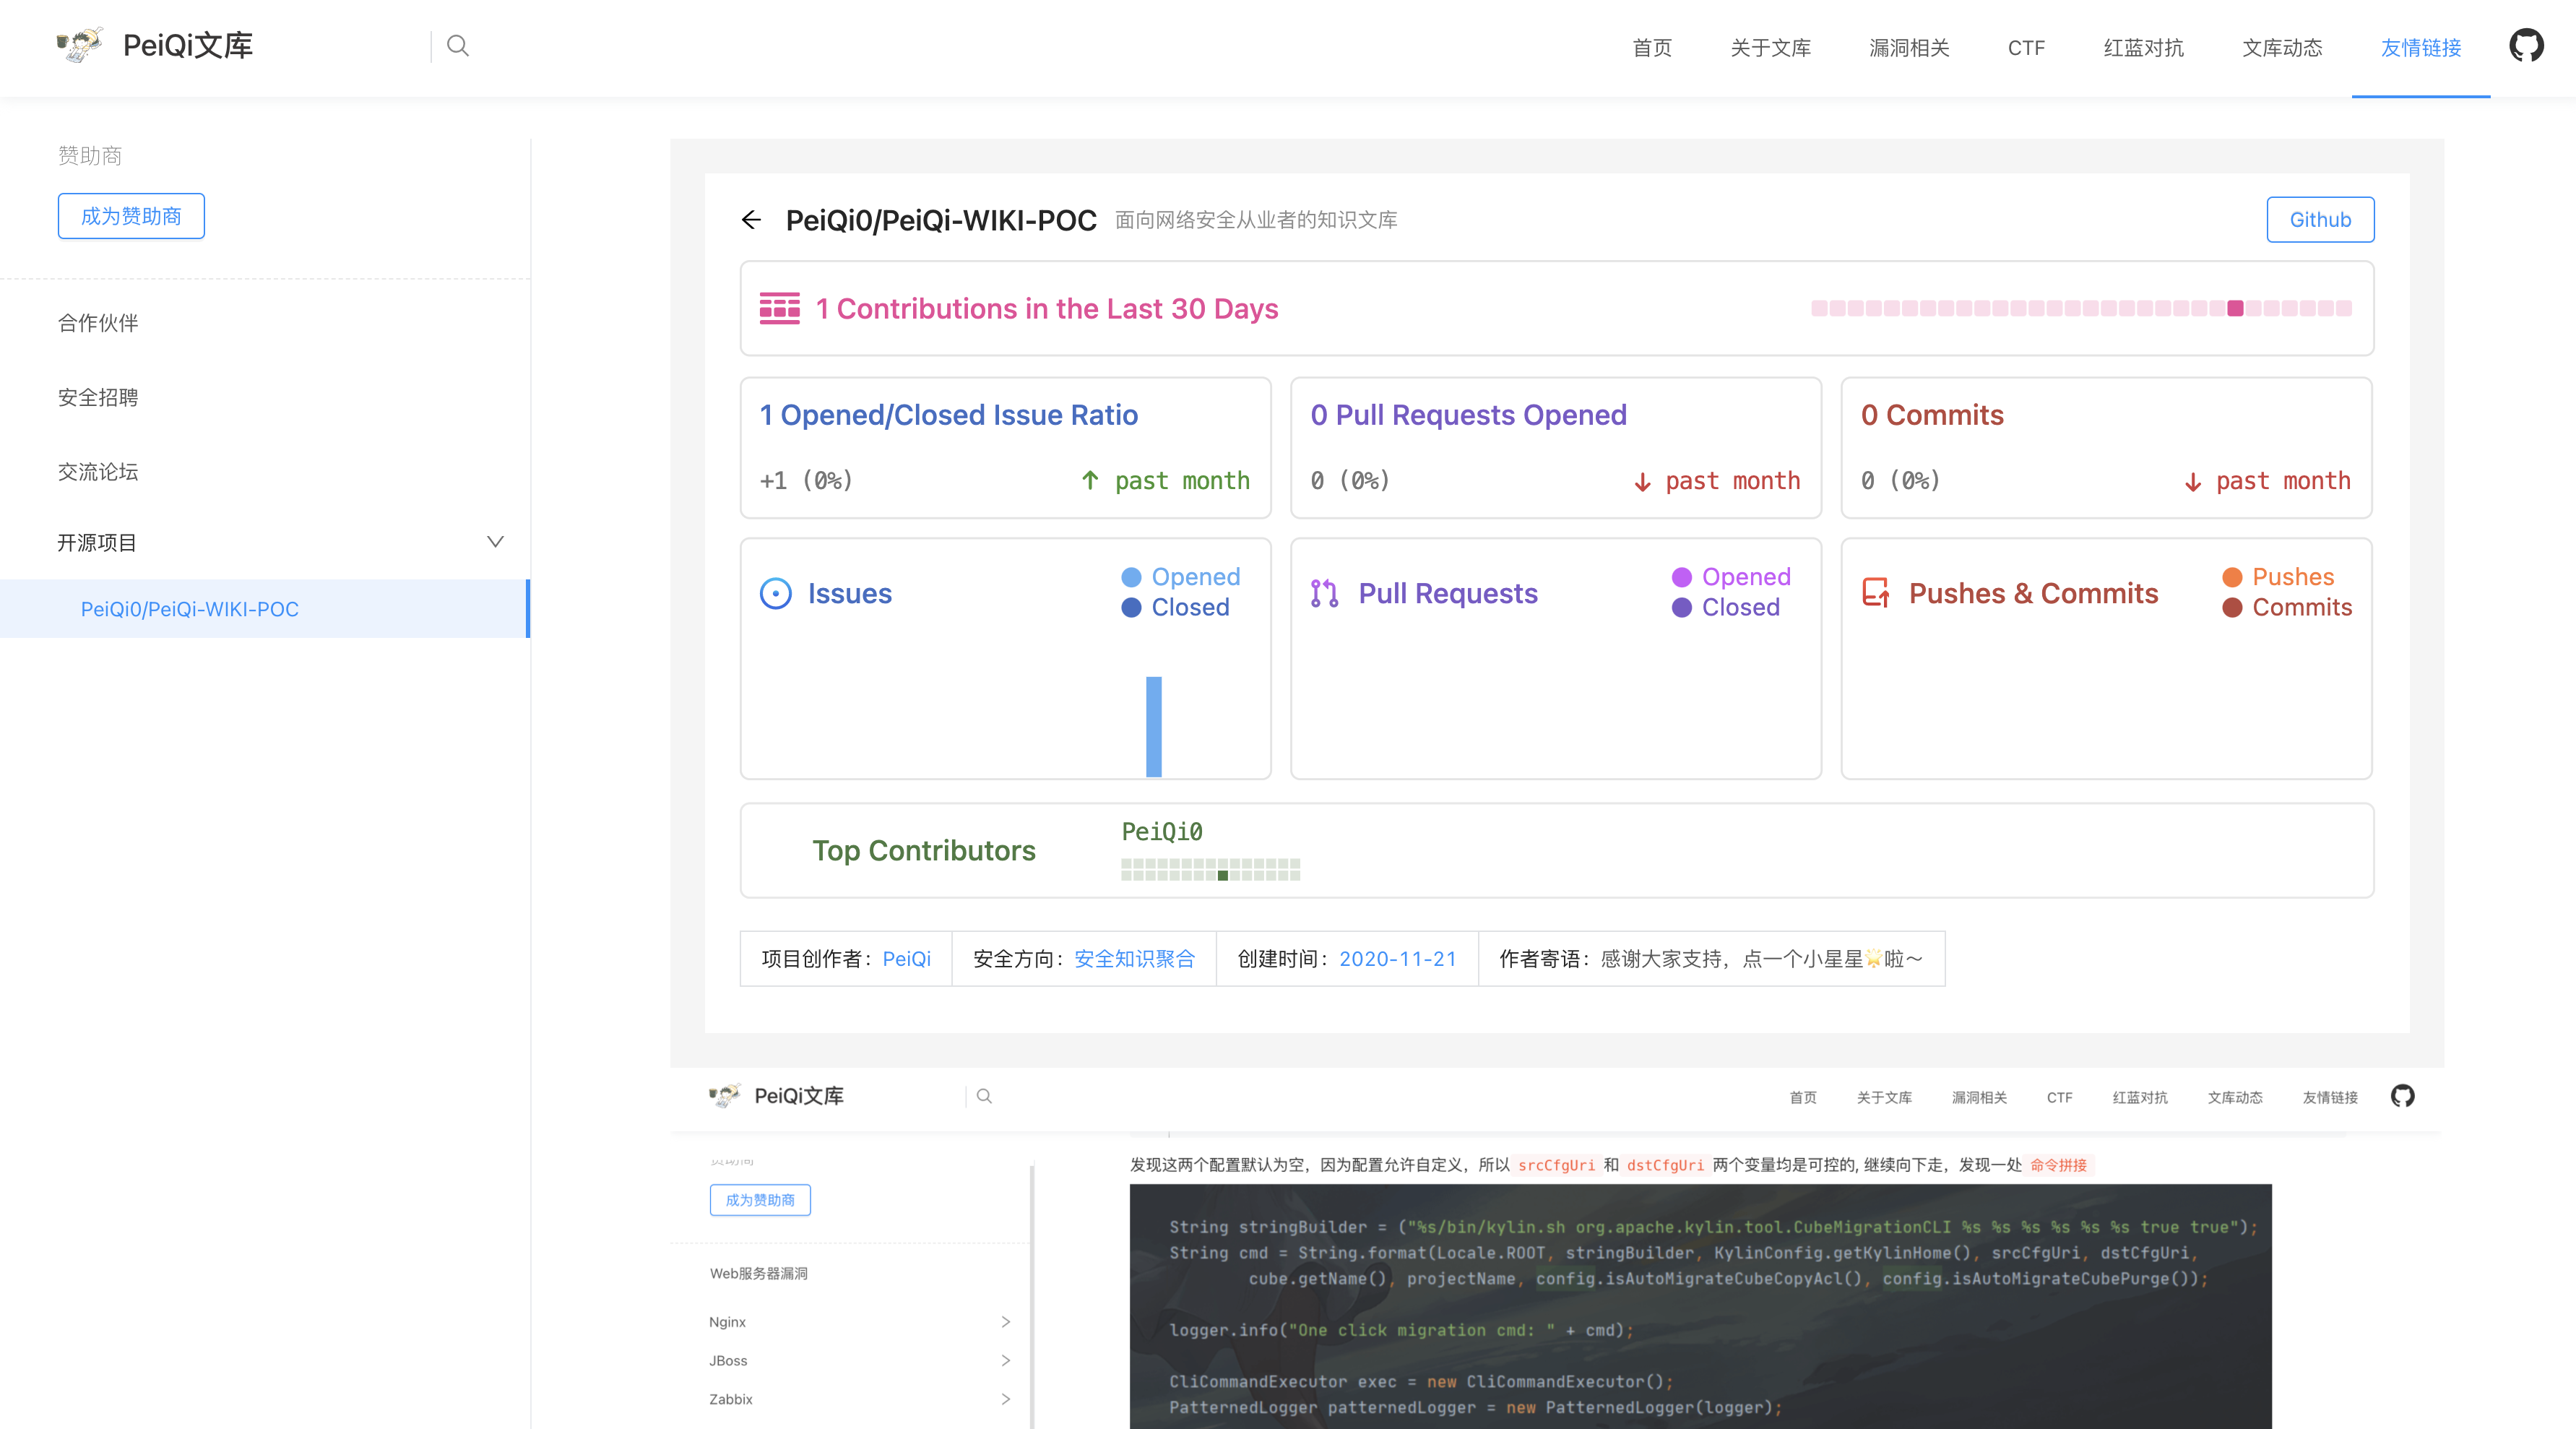 PeiQi文库
首页 关于文库 漏洞相关 CTF 红蓝对抗 文库动态 友情链接
赞助商
成为赞助商
合作伙伴
安全招聘
交流论坛
开源项目
PeiQi0/PeiQi-WIKI-POC
PeiQi0/PeiQi-WIKI-POC 面向网络安全从业者的知识文库 Github
1 Contributions in the Last 30 Days
1 Opened/Closed Issue Ratio
+1 (0%) ↑ past month
0 Pull Requests Opened
0 (0%) ↓ past month
0 Commits
0 (0%) ↓ past month
Issues
Opened
Closed
Pull Requests
Opened
Closed
Pushes & Commits
Pushes
Commits
Top Contributors
PeiQi0
项目创作者：PeiQi 安全方向：安全知识聚合 创建时间：2020-11-21 作者寄语：感谢大家支持，点一个小星星🌟啦～
PeiQi文库
首页 关于文库 漏洞相关 CTF 红蓝对抗 文库动态 友情链接
成为赞助商
Web服务器漏洞
Nginx
JBoss
Zabbix
发现这两个配置默认为空，因为配置允许自定义，所以 srcCfgUri 和 dstCfgUri 两个变量均是可控的, 继续向下走，发现一处 命令拼接
String stringBuilder = ("%s/bin/kylin.sh org.apache.kylin.tool.CubeMigrationCLI %s %s %s %s %s %s true true");
String cmd = String.format(Locale.ROOT, stringBuilder, KylinConfig.getKylinHome(), srcCfgUri, dstCfgUri,
cube.getName(), projectName, config.isAutoMigrateCubeCopyAcl(), config.isAutoMigrateCubePurge());
logger.info("One click migration cmd: " + cmd);
CliCommandExecutor exec = new CliCommandExecutor();
PatternedLogger patternedLogger = new PatternedLogger(logger);